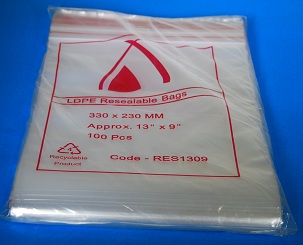 LDPE Resealable Bags
330 x 230 MM
Approx. 13" x 9"
100 Pcs
Code - RES1309
Recyclable
Product